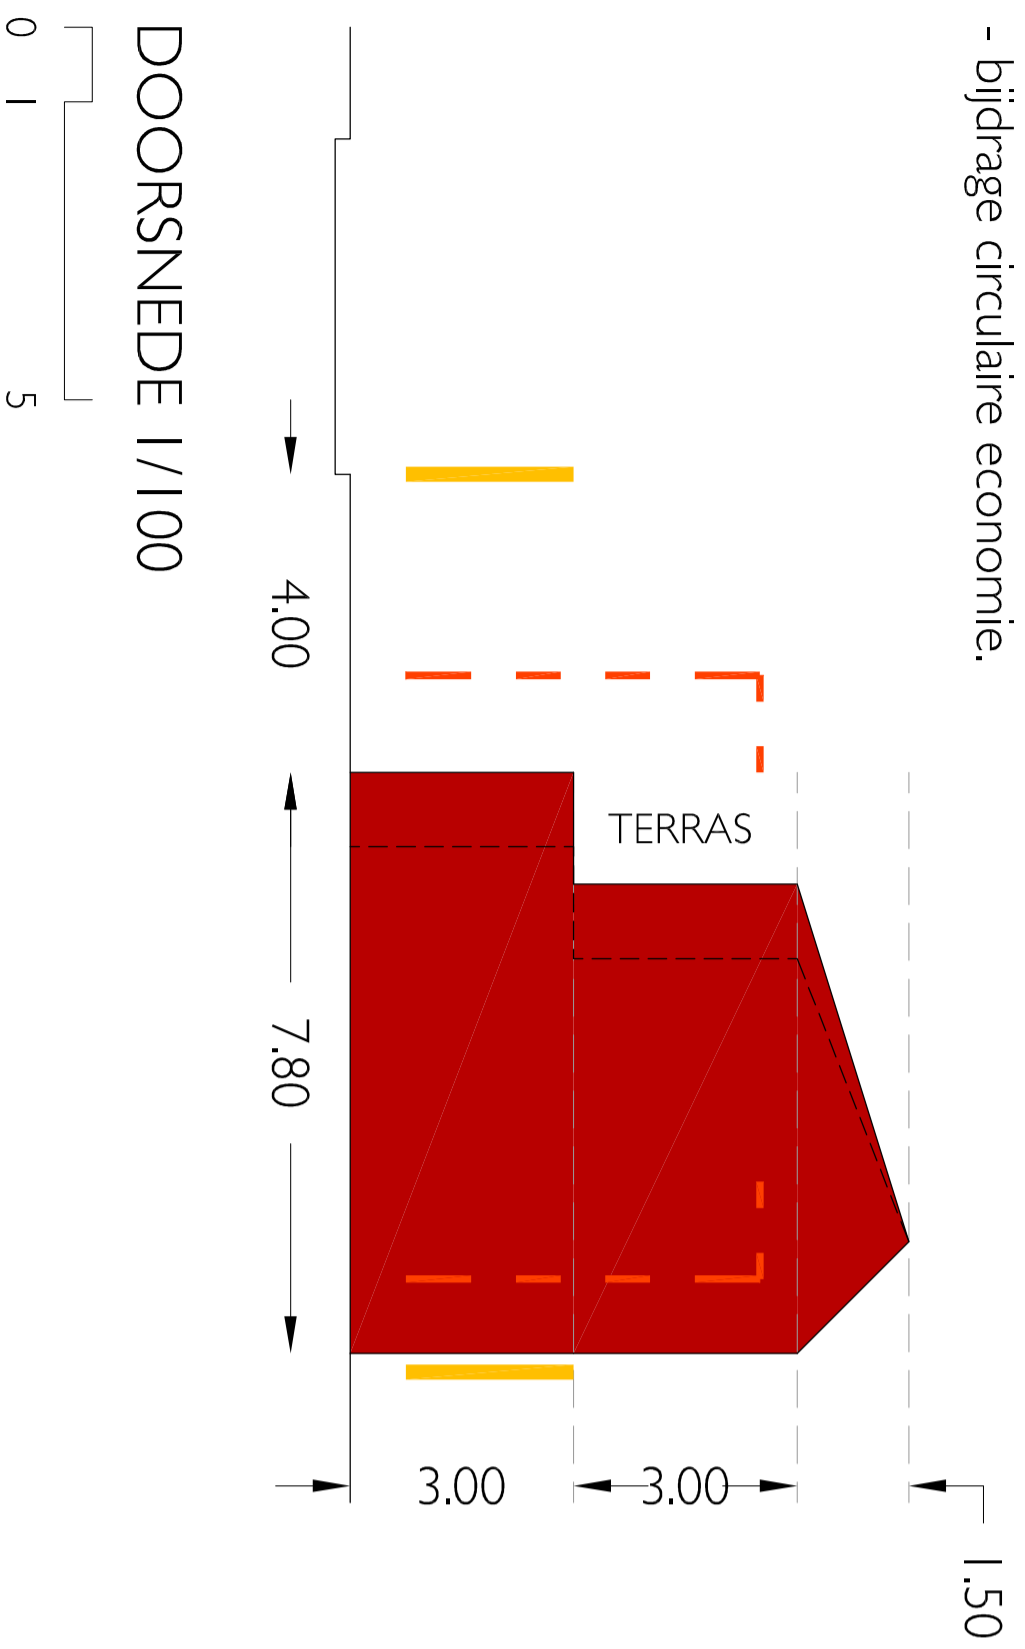 - bijdrage circulaire economie.
TERRAS
4.00
7.80
3.00
3.00
1.50
DOORSNEDE 1/100
0 1 5